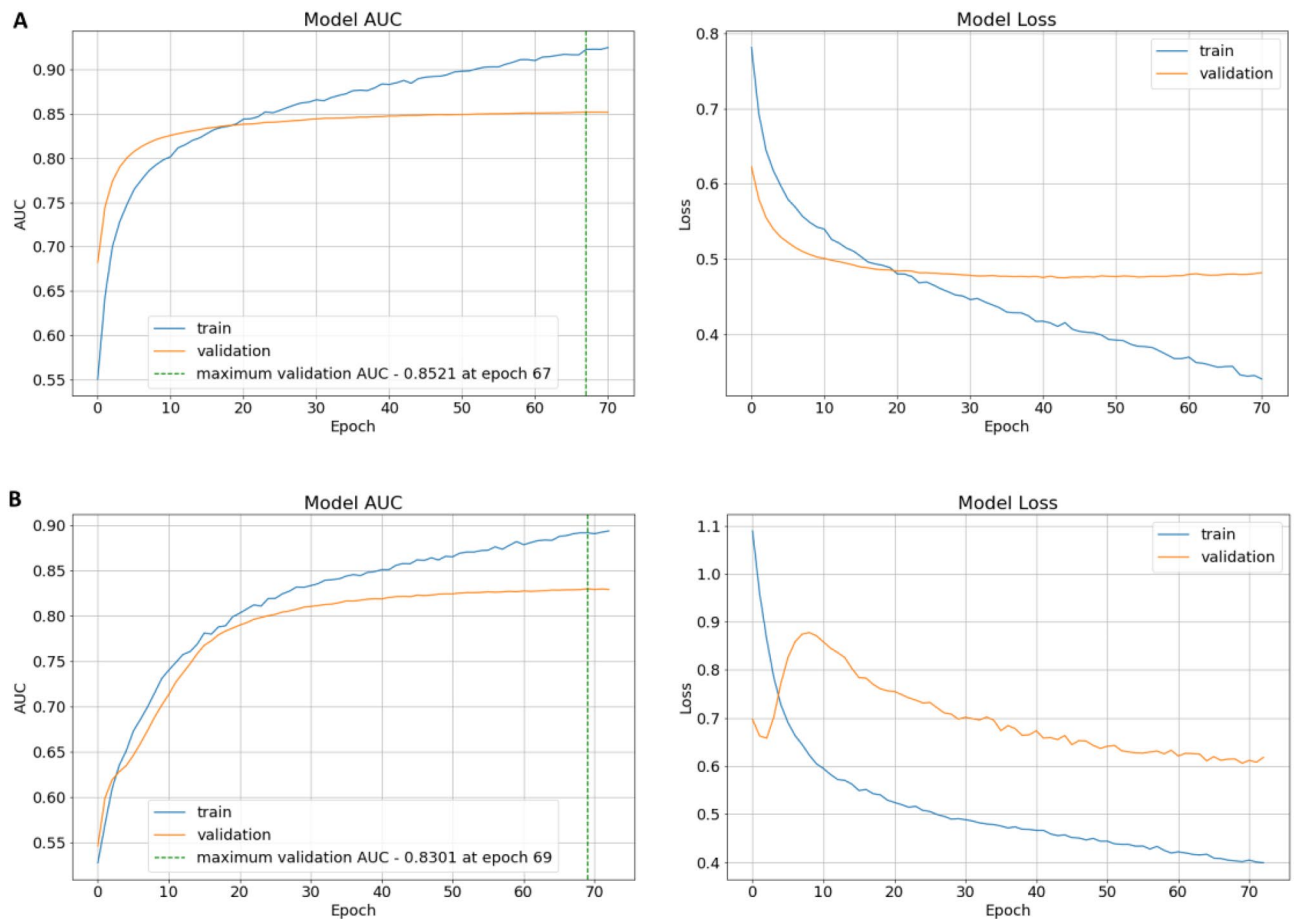 A
Model AUC
0.90
0.85
0.80
0.75
0.70
0.65
0.60
0.55
AUC
train
validation
maximum validation AUC - 0.8521 at epoch 67
0 10 20 30 40 50 60 70
Epoch
Model Loss
train
validation
0.8
0.7
0.6
0.5
0.4
Loss
0 10 20 30 40 50 60 70
Epoch
B
Model AUC
0.90
0.85
0.80
0.75
0.70
0.65
0.60
0.55
AUC
train
validation
maximum validation AUC - 0.8301 at epoch 69
0 10 20 30 40 50 60 70
Epoch
Model Loss
train
validation
1.1
1.0
0.9
0.8
0.7
0.6
0.5
0.4
Loss
0 10 20 30 40 50 60 70
Epoch